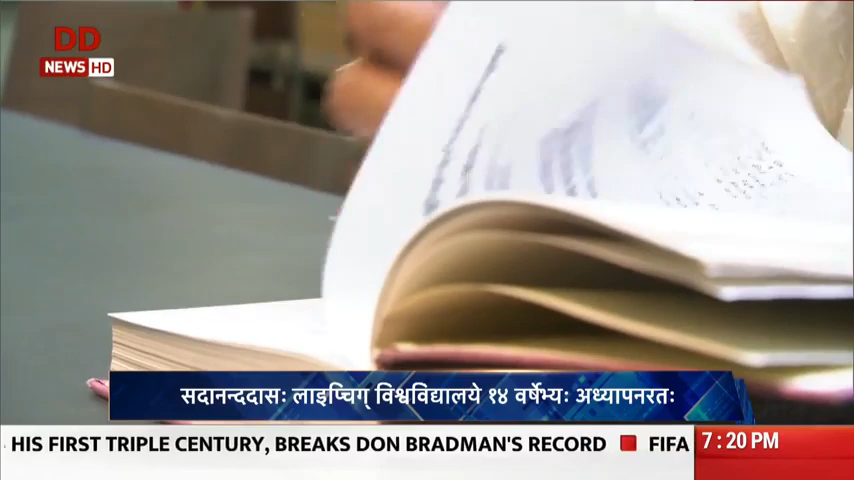 DD
NEWS HD
सदानन्ददासः लाइप्चिग् विश्वविद्यालये १४ वर्षेभ्यः अध्यापनरतः
HIS FIRST TRIPLE CENTURY, BREAKS DON BRADMAN'S RECORD FIFA
7:20 PM